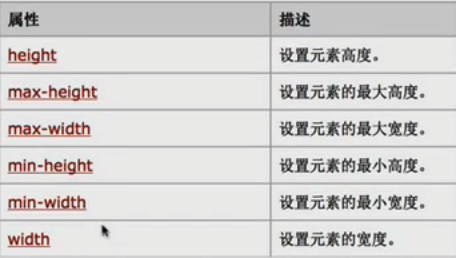 属性 描述
height 设置元素高度。
max-height 设置元素的最大高度。
max-width 设置元素的最大宽度。
min-height 设置元素的最小高度。
min-width 设置元素的最小宽度。
width 设置元素的宽度。